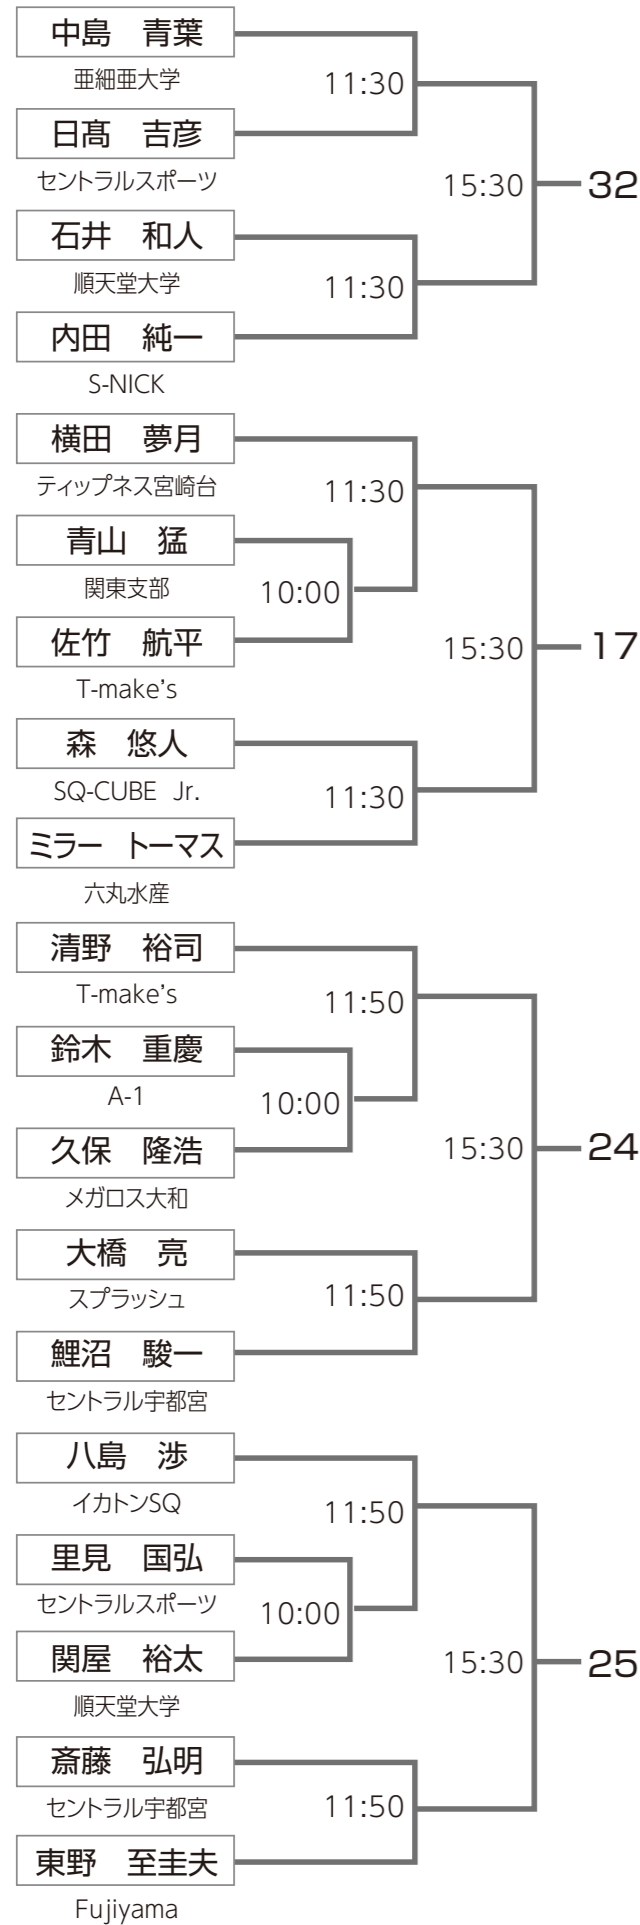 中島　青葉
亜細亜大学
11:30
日髙　吉彦
セントラルスポーツ
15:30
32
石井　和人
順天堂大学
11:30
内田　純一
S-NICK
横田　夢月
ティップネス宮崎台
11:30
青山　猛
関東支部
10:00
佐竹　航平
T-make's
15:30
17
森　悠人
SQ-CUBE Jr.
11:30
ミラー　トーマス
六丸水産
清野　裕司
T-make's
11:50
鈴木　重慶
A-1
10:00
久保　隆浩
メガロス大和
15:30
24
大橋　亮
スプラッシュ
11:50
鯉沼　駿一
セントラル宇都宮
八島　渉
イカトンSQ
11:50
里見　国弘
セントラルスポーツ
10:00
関屋　裕太
順天堂大学
15:30
25
斎藤　弘明
セントラル宇都宮
11:50
東野　至圭夫
Fujiyama